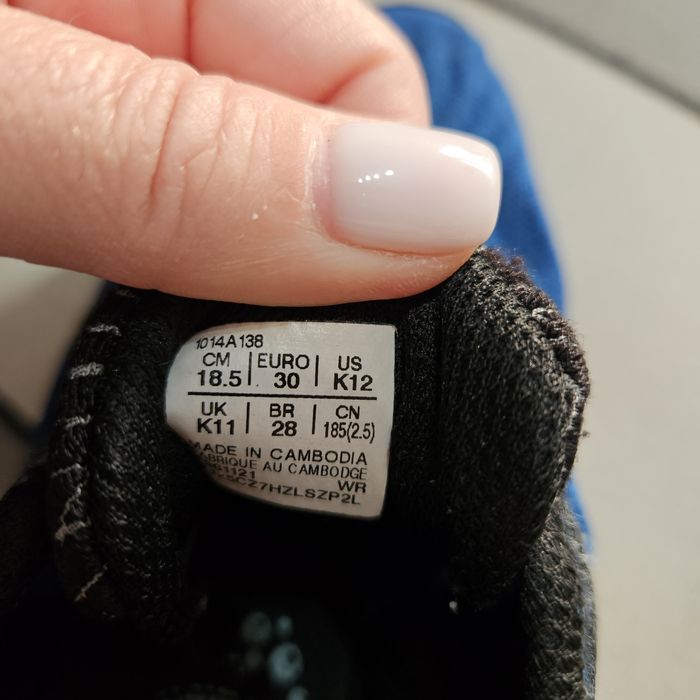 1014A138
CM EURO US
18.5 30 K12
UK BR CN
K11 28 185(2.5)
MADE IN CAMBODIA
FABRIQUE AU CAMBODGE
WR